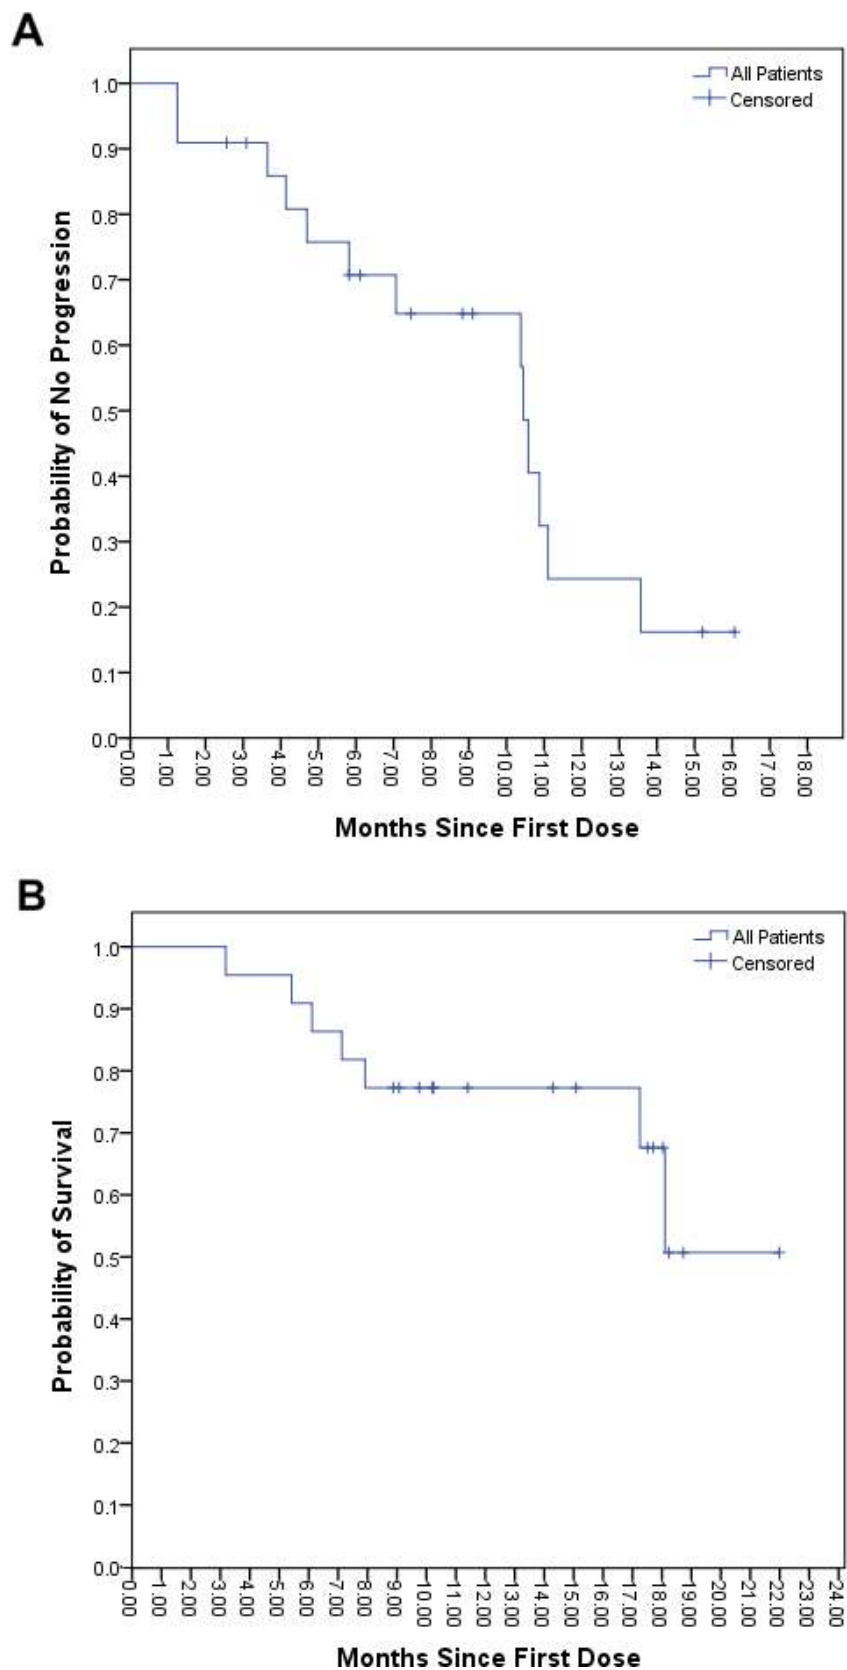 A
All Patients
Censored
1.0
0.9
0.8
0.7
0.6
0.5
0.4
0.3
0.2
0.1
0.0
Probability of No Progression
0.00 1.00 2.00 3.00 4.00 5.00 6.00 7.00 8.00 9.00 10.00 11.00 12.00 13.00 14.00 15.00 16.00 17.00 18.00
Months Since First Dose
B
All Patients
Censored
1.0
0.9
0.8
0.7
0.6
0.5
0.4
0.3
0.2
0.1
0.0
Probability of Survival
0.00 1.00 2.00 3.00 4.00 5.00 6.00 7.00 8.00 9.00 10.00 11.00 12.00 13.00 14.00 15.00 16.00 17.00 18.00 19.00 20.00 21.00 22.00 23.00 24.00
Months Since First Dose